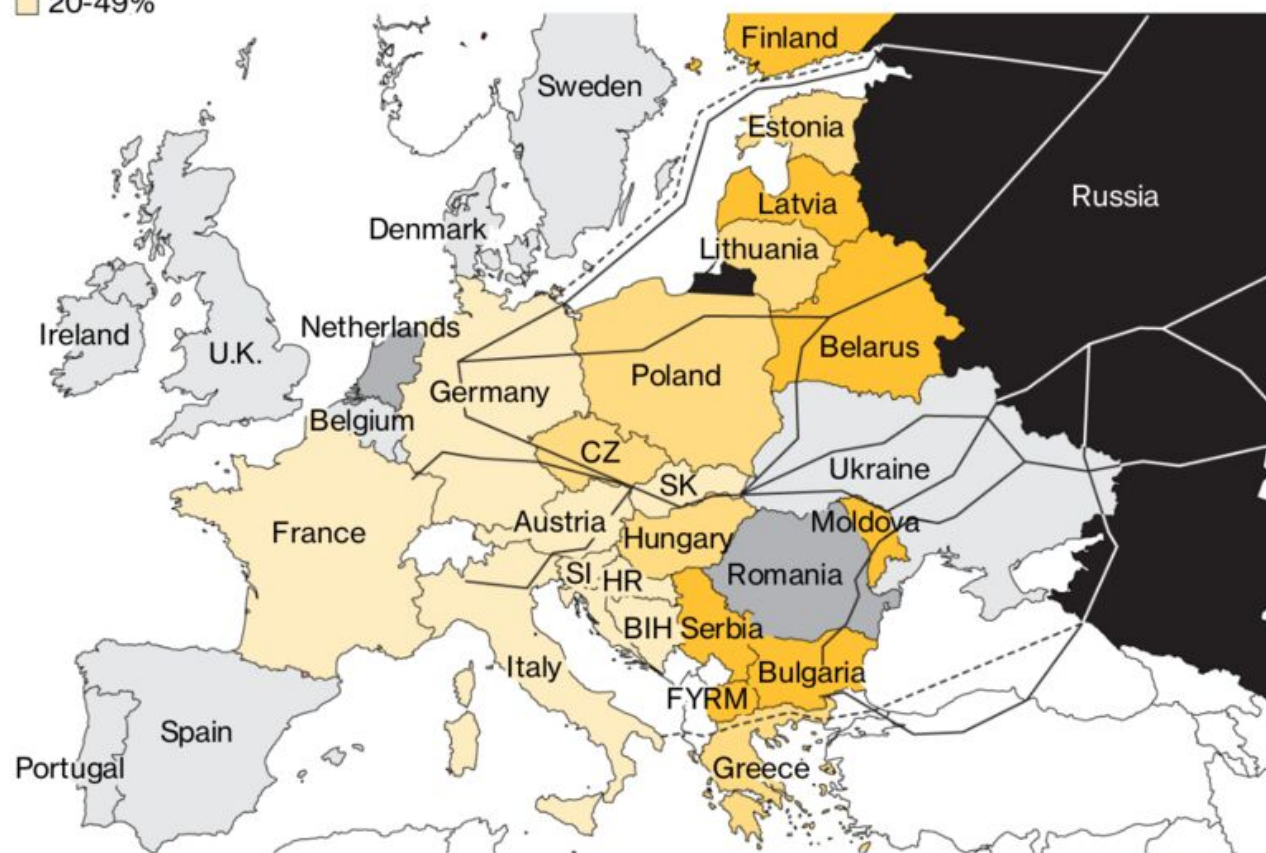 20-49%
Finland
Sweden
Estonia
Russia
Latvia
Denmark
Lithuania
Netherlands
Ireland
U.K.
Belarus
Poland
Germany
Belgium
CZ
Ukraine
SK
France
Austria
Moldova
Hungary
SI
HR
Romania
BIH
Serbia
Italy
Bulgaria
FYRM
Spain
Portugal
Greece